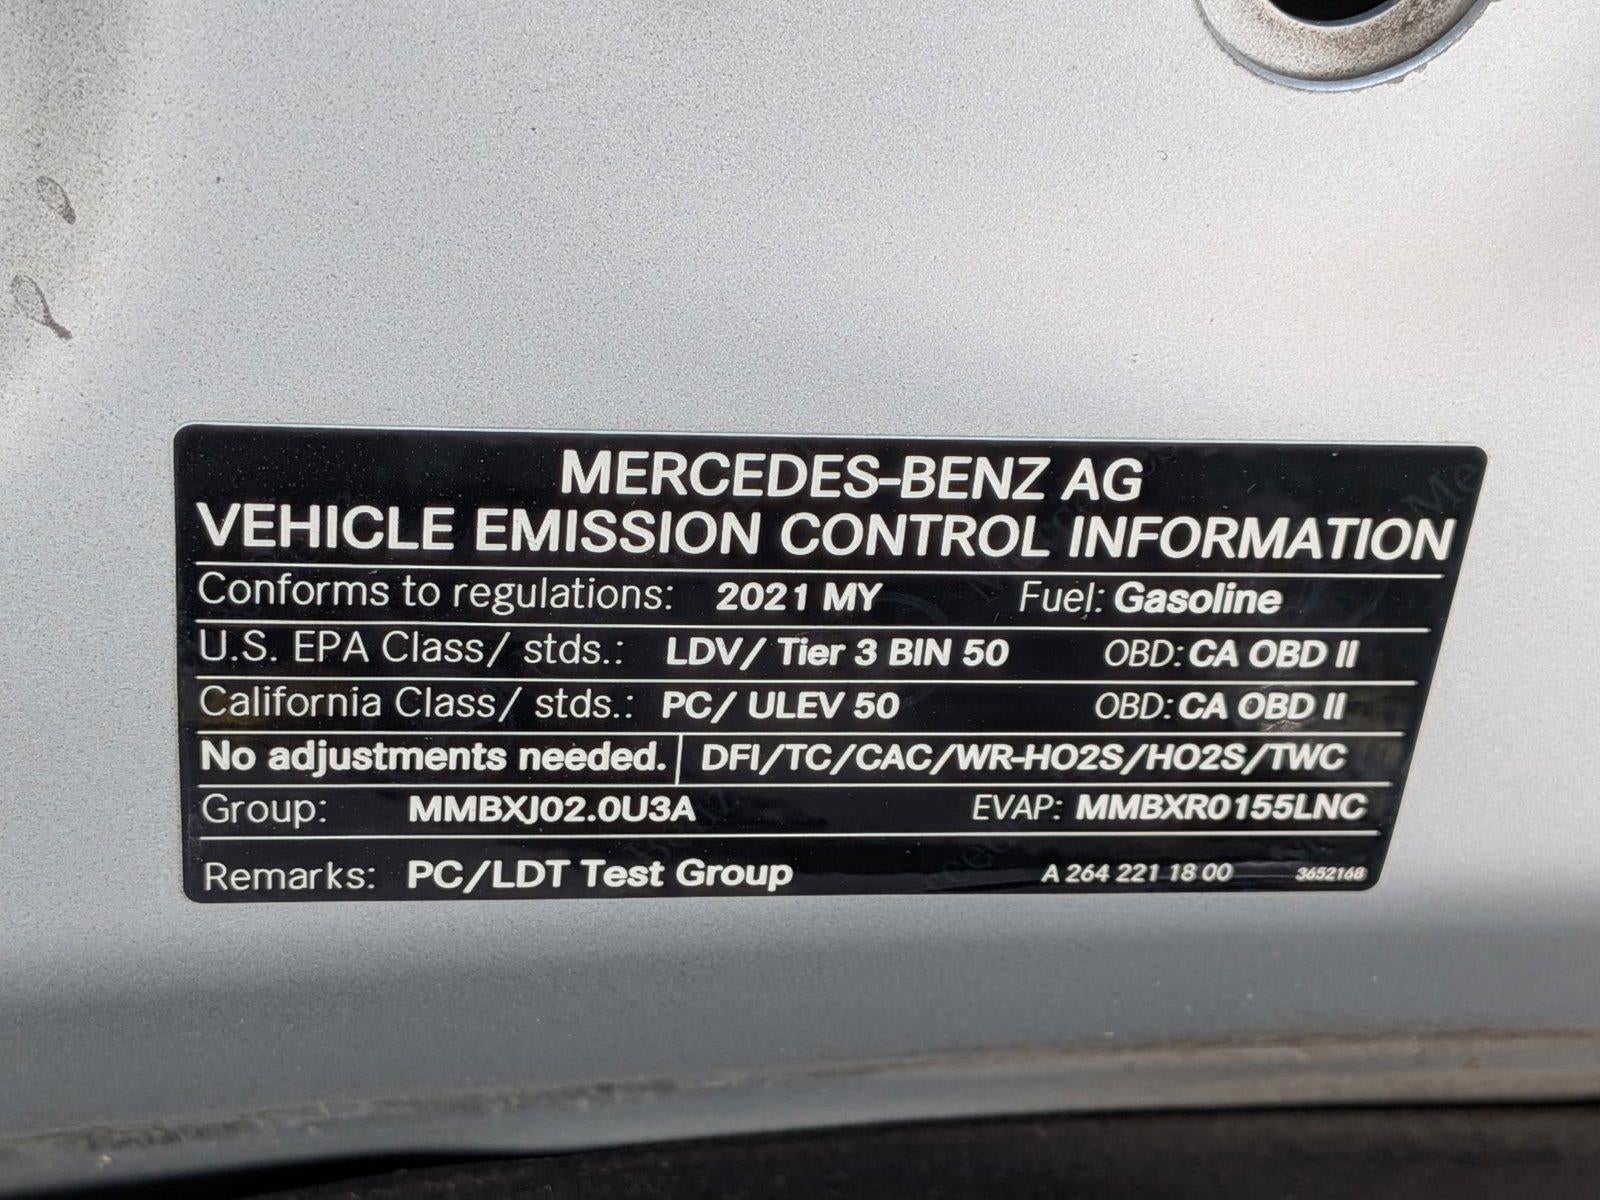 MERCEDES-BENZ AG
VEHICLE EMISSION CONTROL INFORMATION
Conforms to regulations: 2021 MY Fuel: Gasoline
U.S. EPA Class/ stds.: LDV/ Tier 3 BIN 50 OBD: CA OBD II
California Class/ stds.: PC/ ULEV 50 OBD: CA OBD II
No adjustments needed. DFI/TC/CAC/WR-HO2S/HO2S/TWC
Group: MMBXJ02.0U3A EVAP: MMBXR0155LNC
Remarks: PC/LDT Test Group A 264 221 18 00 3652168